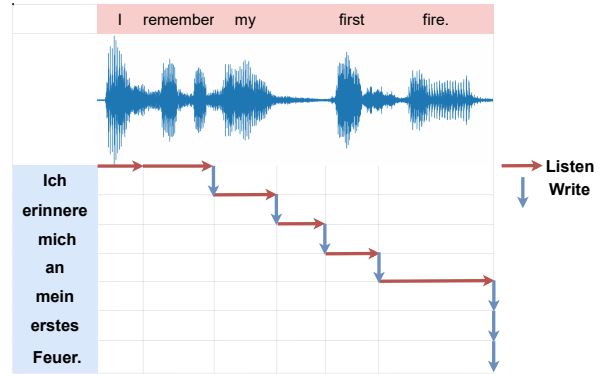 I remember my first fire.
Listen
Write
Ich
erinnere
mich
an
mein
erstes
Feuer.